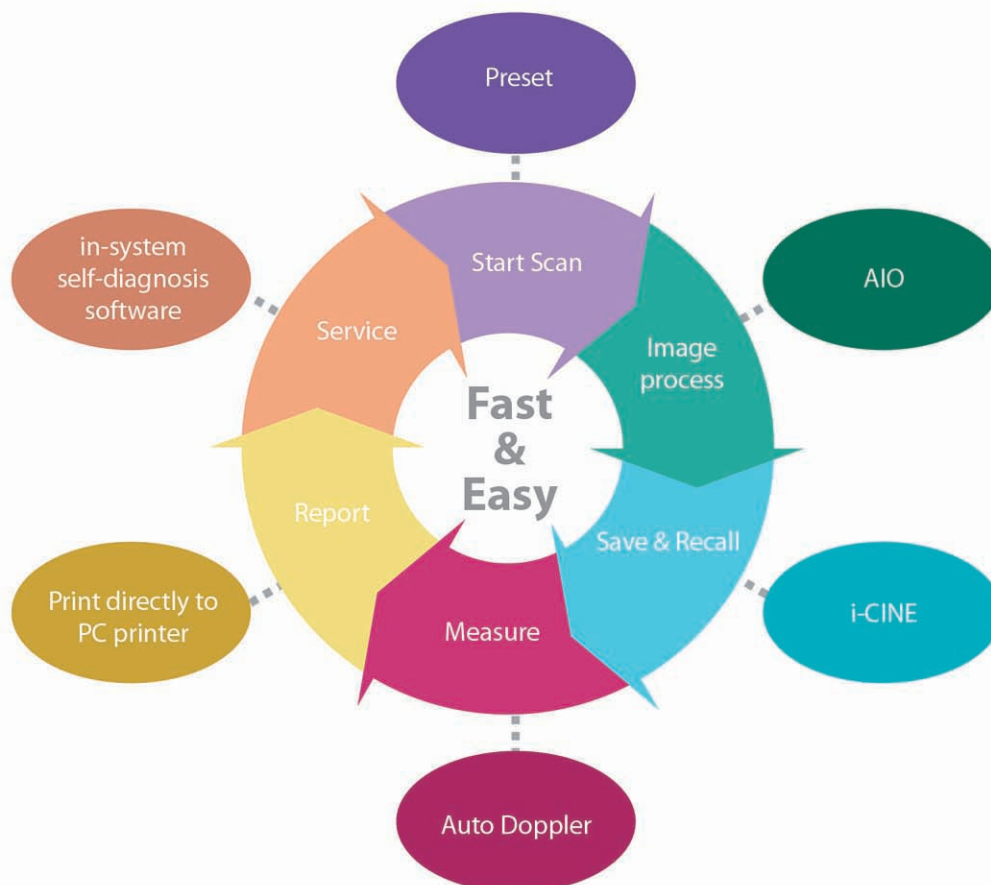 Preset
Start Scan
AIO
Image
process
Save & Recall
i-CINE
Measure
Auto Doppler
Report
Print directly to
PC printer
Service
in-system
self-diagnosis
software
Fast
&
Easy